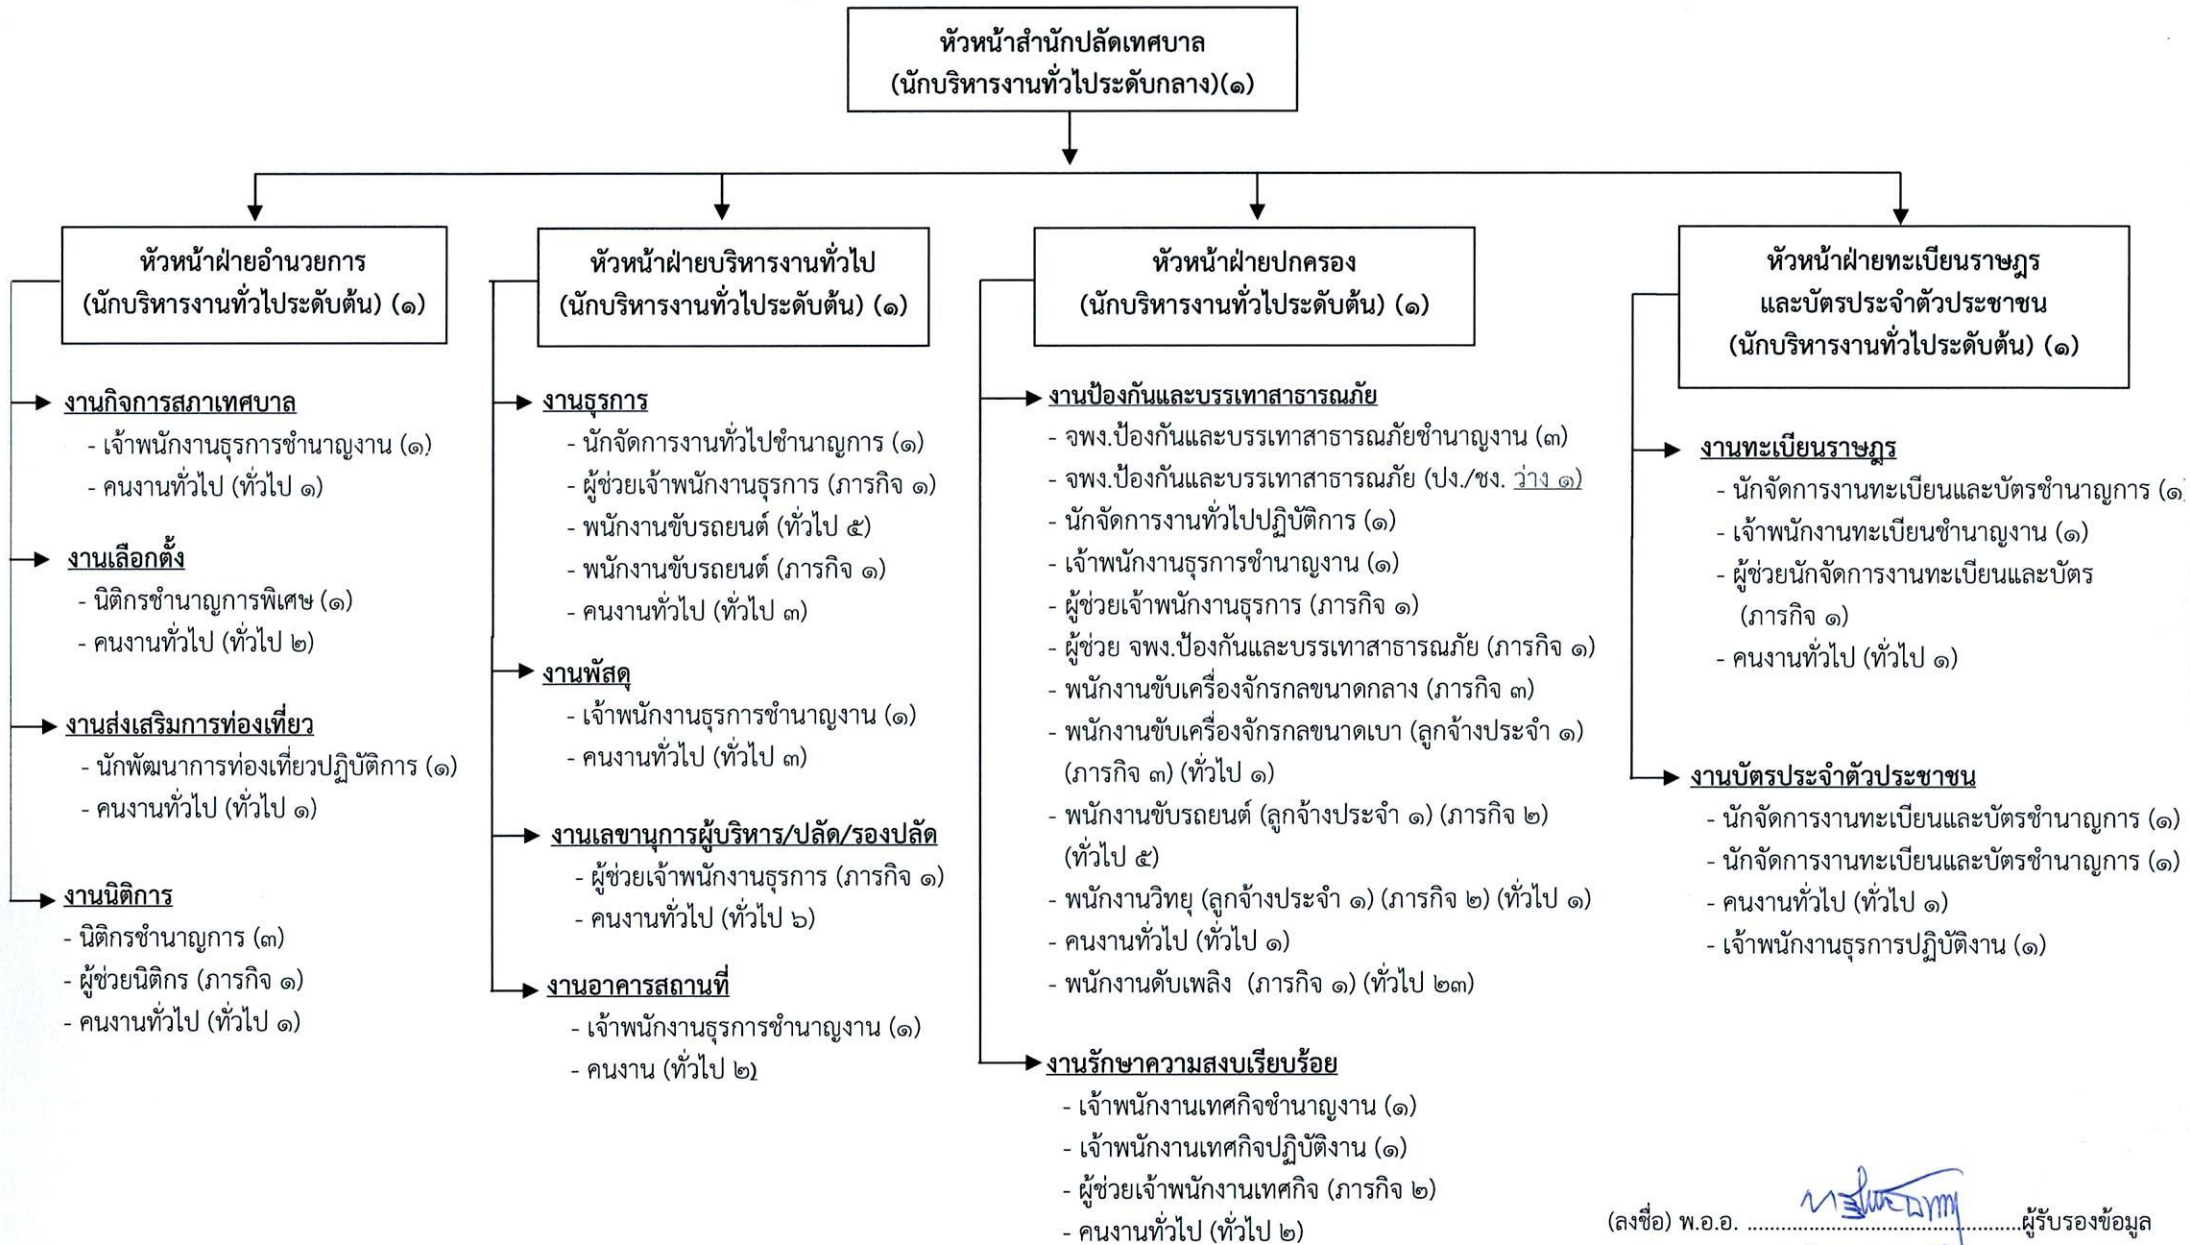 หัวหน้าสำนักปลัดเทศบาล
(นักบริหารงานทั่วไประดับกลาง)(๑)
หัวหน้าฝ่ายอำนวยการ
(นักบริหารงานทั่วไประดับต้น) (๑)
งานกิจการสภาเทศบาล
- เจ้าพนักงานธุรการชำนาญงาน (๑)
- คนงานทั่วไป (ทั่วไป ๑)
งานเลือกตั้ง
- นิติกรชำนาญการพิเศษ (๑)
- คนงานทั่วไป (ทั่วไป ๒)
งานส่งเสริมการท่องเที่ยว
- นักพัฒนาการท่องเที่ยวปฏิบัติการ (๑)
- คนงานทั่วไป (ทั่วไป ๑)
งานนิติการ
- นิติกรชำนาญการ (๓)
- ผู้ช่วยนิติกร (ภารกิจ ๑)
- คนงานทั่วไป (ทั่วไป ๑)
หัวหน้าฝ่ายบริหารงานทั่วไป
(นักบริหารงานทั่วไประดับต้น) (๑)
งานธุรการ
- นักจัดการงานทั่วไปชำนาญการ (๑)
- ผู้ช่วยเจ้าพนักงานธุรการ (ภารกิจ ๑)
- พนักงานขับรถยนต์ (ทั่วไป ๕)
- พนักงานขับรถยนต์ (ภารกิจ ๑)
- คนงานทั่วไป (ทั่วไป ๓)
งานพัสดุ
- เจ้าพนักงานธุรการชำนาญงาน (๑)
- คนงานทั่วไป (ทั่วไป ๓)
งานเลขานุการผู้บริหาร/ปลัด/รองปลัด
- ผู้ช่วยเจ้าพนักงานธุรการ (ภารกิจ ๑)
- คนงานทั่วไป (ทั่วไป ๖)
งานอาคารสถานที่
- เจ้าพนักงานธุรการชำนาญงาน (๑)
- คนงาน (ทั่วไป ๒)
หัวหน้าฝ่ายปกครอง
(นักบริหารงานทั่วไประดับต้น) (๑)
งานป้องกันและบรรเทาสาธารณภัย
- จพง.ป้องกันและบรรเทาสาธารณภัยชำนาญงาน (๓)
- จพง.ป้องกันและบรรเทาสาธารณภัย (ปง./ชง. ว่าง ๑)
- นักจัดการงานทั่วไปปฏิบัติการ (๑)
- เจ้าพนักงานธุรการชำนาญงาน (๑)
- ผู้ช่วยเจ้าพนักงานธุรการ (ภารกิจ ๑)
- ผู้ช่วย จพง.ป้องกันและบรรเทาสาธารณภัย (ภารกิจ ๑)
- พนักงานขับเครื่องจักรกลขนาดกลาง (ภารกิจ ๓)
- พนักงานขับเครื่องจักรกลขนาดเบา (ลูกจ้างประจำ ๑)
(ภารกิจ ๓) (ทั่วไป ๑)
- พนักงานขับรถยนต์ (ลูกจ้างประจำ ๑) (ภารกิจ ๒)
(ทั่วไป ๕)
- พนักงานวิทยุ (ลูกจ้างประจำ ๑) (ภารกิจ ๒) (ทั่วไป ๑)
- คนงานทั่วไป (ทั่วไป ๑)
- พนักงานดับเพลิง (ภารกิจ ๑) (ทั่วไป ๒๓)
งานรักษาความสงบเรียบร้อย
- เจ้าพนักงานเทศกิจชำนาญงาน (๑)
- เจ้าพนักงานเทศกิจปฏิบัติงาน (๑)
- ผู้ช่วยเจ้าพนักงานเทศกิจ (ภารกิจ ๒)
- คนงานทั่วไป (ทั่วไป ๒)
หัวหน้าฝ่ายทะเบียนราษฎร
และบัตรประจำตัวประชาชน
(นักบริหารงานทั่วไประดับต้น) (๑)
งานทะเบียนราษฎร
- นักจัดการงานทะเบียนและบัตรชำนาญการ (๑)
- เจ้าพนักงานทะเบียนชำนาญงาน (๑)
- ผู้ช่วยนักจัดการงานทะเบียนและบัตร
(ภารกิจ ๑)
- คนงานทั่วไป (ทั่วไป ๑)
งานบัตรประจำตัวประชาชน
- นักจัดการงานทะเบียนและบัตรชำนาญการ (๑)
- นักจัดการงานทะเบียนและบัตรชำนาญการ (๑)
- คนงานทั่วไป (ทั่วไป ๑)
- เจ้าพนักงานธุรการปฏิบัติงาน (๑)
(ลงชื่อ) พ.อ.อ. ..........ผู้รับรองข้อมูล